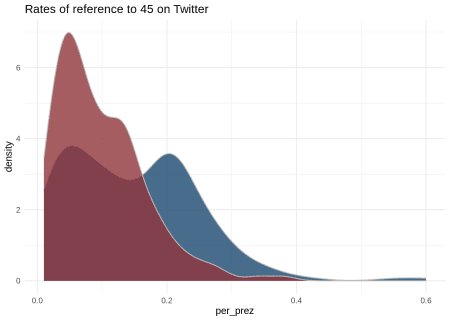 Rates of reference to 45 on Twitter
6
4
2
0
density
0.0 0.2 0.4 0.6
per_prez